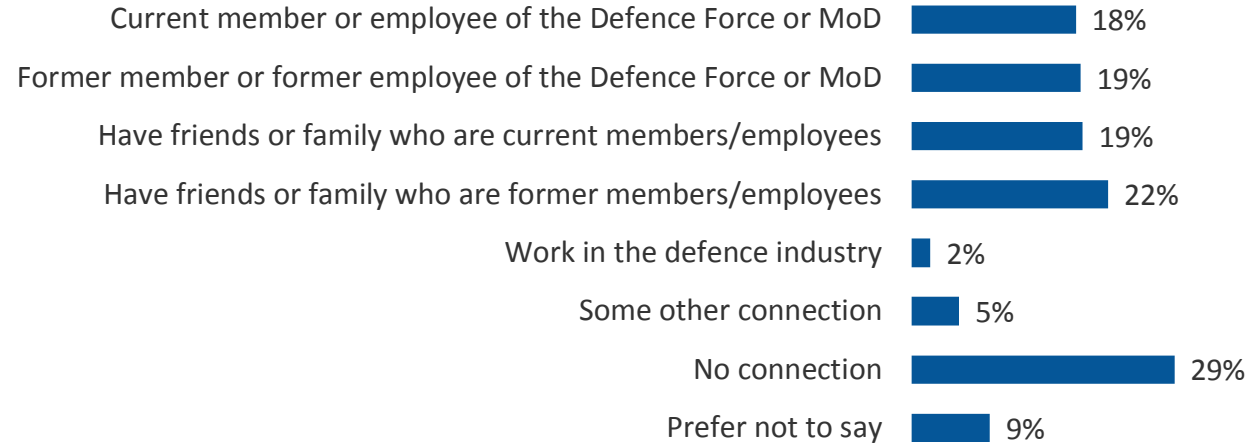 Current member or employee of the Defence Force or MoD 18%
Former member or former employee of the Defence Force or MoD 19%
Have friends or family who are current members/employees 19%
Have friends or family who are former members/employees 22%
Work in the defence industry 2%
Some other connection 5%
No connection 29%
Prefer not to say 9%